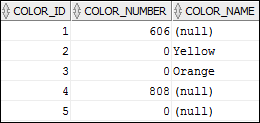 COLOR_ID COLOR_NUMBER COLOR_NAME
1 606 (null)
2 0 Yellow
3 0 Orange
4 808 (null)
5 0 (null)